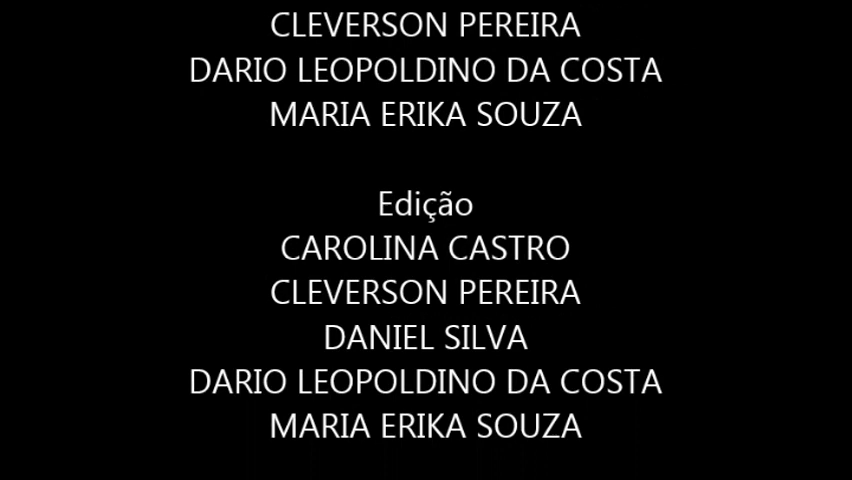 CLEVERSON PEREIRA
DARIO LEOPOLDINO DA COSTA
MARIA ERIKA SOUZA
Edição
CAROLINA CASTRO
CLEVERSON PEREIRA
DANIEL SILVA
DARIO LEOPOLDINO DA COSTA
MARIA ERIKA SOUZA